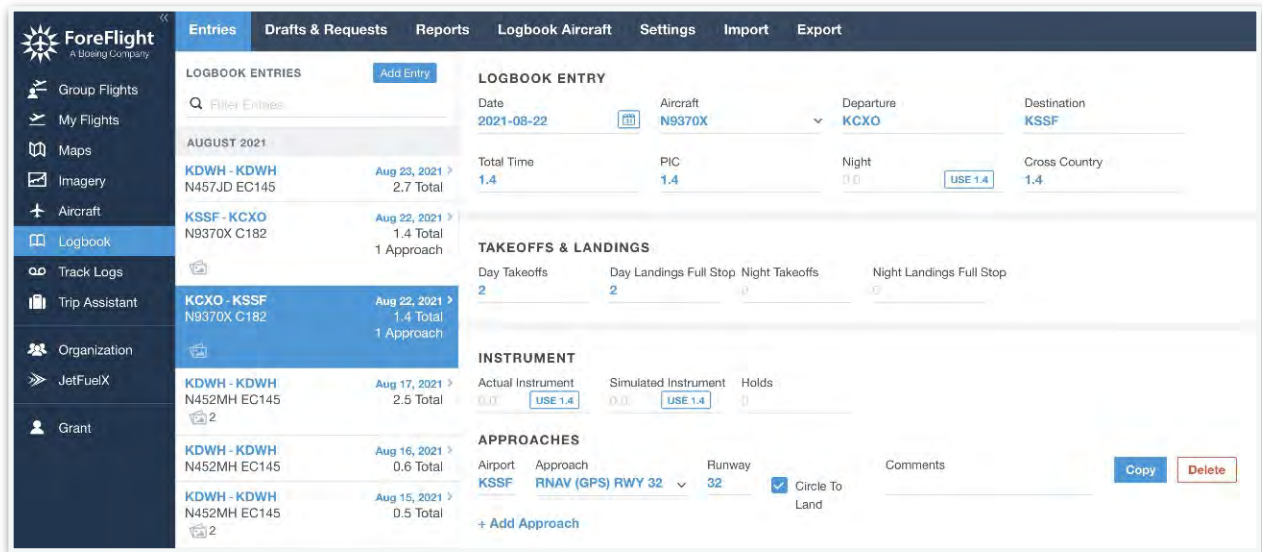 «
ForeFlight
A Boeing Company
Group Flights
My Flights
Maps
Imagery
Aircraft
Logbook
Track Logs
Trip Assistant
Organization
JetFuelX
Grant
Entries Drafts & Requests Reports Logbook Aircraft Settings Import Export
LOGBOOK ENTRIES Add Entry
Filter Entries
AUGUST 2021
KDWH - KDWH Aug 23, 2021 >
N457JD EC145 2.7 Total
KSSF - KCXO Aug 22, 2021 >
N9370X C182 1.4 Total
1 Approach
KCXO - KSSF Aug 22, 2021 >
N9370X C182 1.4 Total
1 Approach
KDWH - KDWH Aug 17, 2021 >
N452MH EC145 2.5 Total
2
KDWH - KDWH Aug 16, 2021 >
N452MH EC145 0.6 Total
KDWH - KDWH Aug 15, 2021 >
N452MH EC145 0.5 Total
2
LOGBOOK ENTRY
Date Aircraft Departure Destination
2021-08-22 N9370X KCXO KSSF
Total Time PIC Night Cross Country
1.4 1.4 0.0 USE 1.4 1.4
TAKEOFFS & LANDINGS
Day Takeoffs Day Landings Full Stop Night Takeoffs Night Landings Full Stop
2 2 0 0
INSTRUMENT
Actual Instrument Simulated Instrument Holds
0.0 USE 1.4 0.0 USE 1.4 0
APPROACHES
Airport Approach Runway Comments
KSSF RNAV (GPS) RWY 32 32 Circle To Copy Delete
Land
+ Add Approach